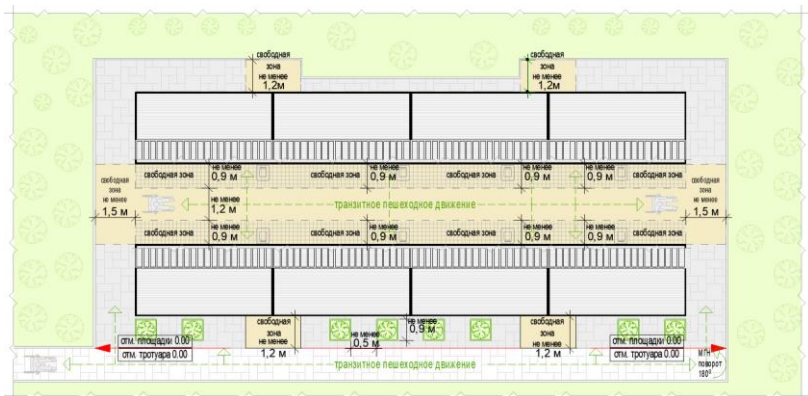 свободная
зона
не менее
1,2м
свободная
зона
не менее
1,2м
свободная зона
не менее
0,9 м
свободная зона
не менее
0,9 м
свободная зона
не менее
0,9 м
не менее
0,9 м
свободная зона
свободная
зона
не менее
1,5 м
не менее
1,2 м
транзитное пешеходное движение
свободная
зона
не менее
1,5 м
свободная зона
не менее
0,9 м
свободная зона
не менее
0,9 м
свободная зона
не менее
0,9 м
не менее
0,9 м
свободная зона
свободная
зона
не менее
1,2 м
не менее
0,5 м
не менее
0,9 м
свободная
зона
не менее
1,2 м
отм. площадки 0.00
отм. тротуара 0.00
отм. площадки 0.00
отм. тротуара 0.00
транзитное пешеходное движение
МГН
поворот
180⁰